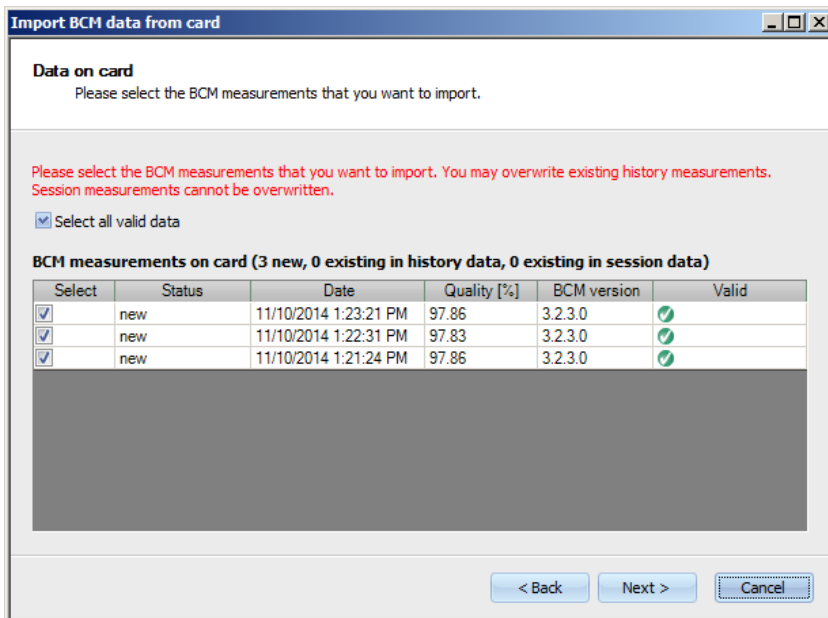 Import BCM data from card
Data on card
Please select the BCM measurements that you want to import.
Please select the BCM measurements that you want to import. You may overwrite existing history measurements.
Session measurements cannot be overwritten.
Select all valid data
BCM measurements on card (3 new, 0 existing in history data, 0 existing in session data)
Select Status Date Quality [%] BCM version Valid
new 11/10/2014 1:23:21 PM 97.86 3.2.3.0
new 11/10/2014 1:22:31 PM 97.83 3.2.3.0
new 11/10/2014 1:21:24 PM 97.86 3.2.3.0
< Back Next > Cancel